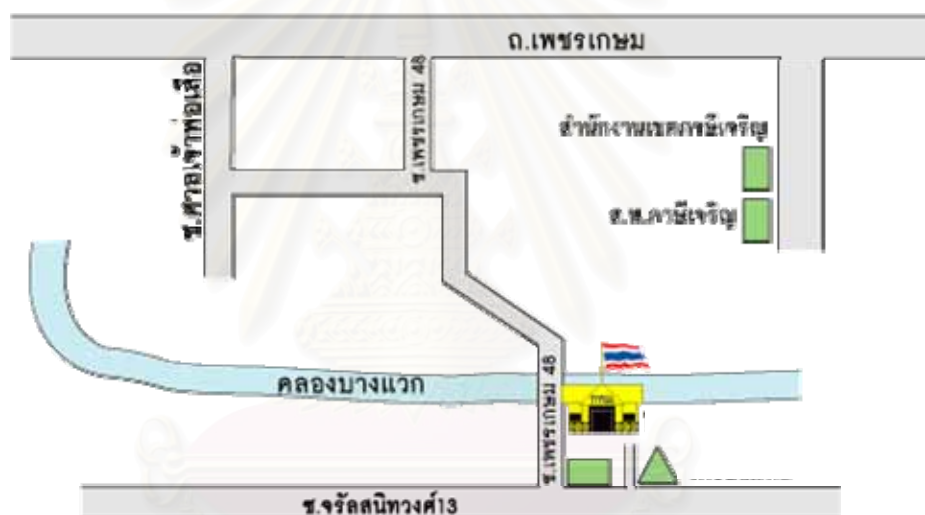 ถ.เพชรเกษม
ซ.เพชรเกษม 48
ซ.ศาลเจ้าพ่อเสือ
สำนักงานเขตภาษีเจริญ
ส.น.ภาษีเจริญ
คลองบางแวก
ซ.เพชรเกษม 48
ซ.จรัลสนิทวงศ์13